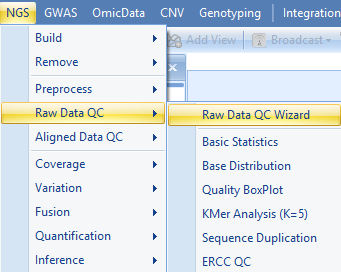 NGS GWAS OmicData CNV Genotyping Integration
Add View Broadcast
Build
Remove
Preprocess
Raw Data QC
Aligned Data QC
Coverage
Variation
Fusion
Quantification
Inference
Raw Data QC Wizard
Basic Statistics
Base Distribution
Quality BoxPlot
KMer Analysis (K=5)
Sequence Duplication
ERCC QC